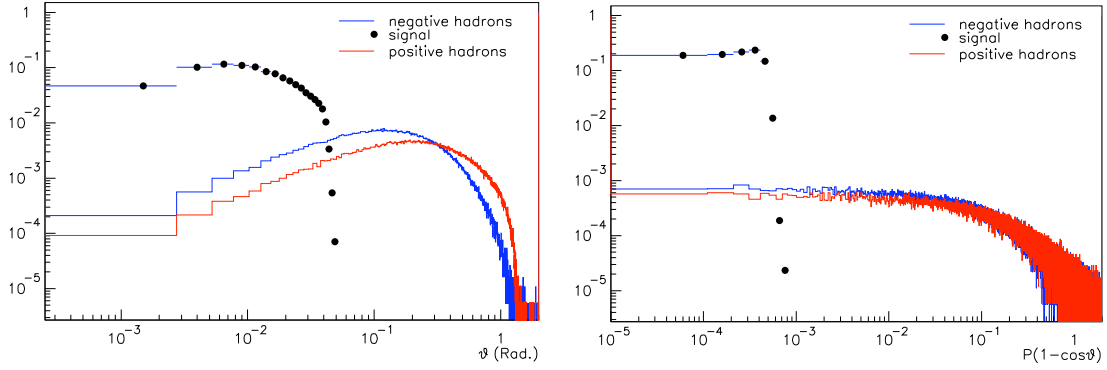 negative hadrons
signal
positive hadrons
1
10⁻¹
10⁻²
10⁻³
10⁻⁴
10⁻⁵
10⁻³ 10⁻² 10⁻¹ 1
ϑ (Rad.)
negative hadrons
signal
positive hadrons
1
10⁻¹
10⁻²
10⁻³
10⁻⁴
10⁻⁵
10⁻⁵ 10⁻⁴ 10⁻³ 10⁻² 10⁻¹ 1
P(1-cosϑ)